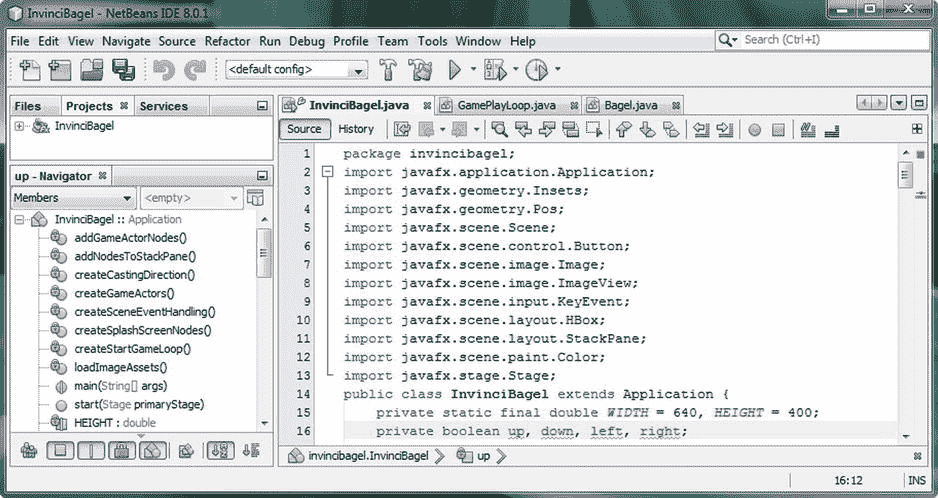 InvinciBagel - NetBeans IDE 8.0.1
File Edit View Navigate Source Refactor Run Debug Profile Team Tools Window Help
Search (Ctrl+I)
<default config>
Files Projects Services
InvinciBagel
up - Navigator
Members <empty>
InvinciBagel :: Application
addGameActorNodes()
addNodesToStackPane()
createCastingDirection()
createGameActors()
createSceneEventHandling()
createSplashScreenNodes()
createStartGameLoop()
loadImageAssets()
main(String[] args)
start(Stage primaryStage)
HEIGHT : double
InvinciBagel.java GamePlayLoop.java Bagel.java
Source History
1 package invincibagel;
2 import javafx.application.Application;
3 import javafx.geometry.Insets;
4 import javafx.geometry.Pos;
5 import javafx.scene.Scene;
6 import javafx.scene.control.Button;
7 import javafx.scene.image.Image;
8 import javafx.scene.image.ImageView;
9 import javafx.scene.input.KeyEvent;
10 import javafx.scene.layout.HBox;
11 import javafx.scene.layout.StackPane;
12 import javafx.scene.paint.Color;
13 import javafx.stage.Stage;
14 public class InvinciBagel extends Application {
15 private static final double WIDTH = 640, HEIGHT = 400;
16 private boolean up, down, left, right;
invincibagel.InvinciBagel up
16:12 INS